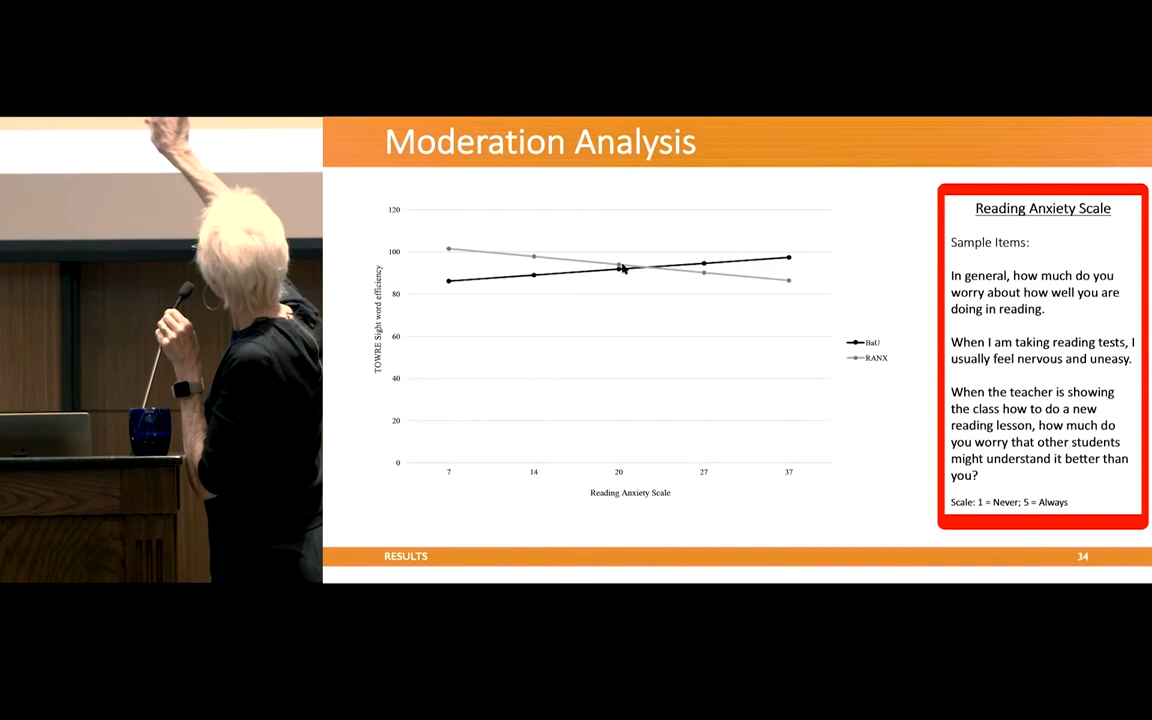 Moderation Analysis
120
100
80
60
40
20
0
TOWRE Sight word efficiency
7 14 20 27 37
Reading Anxiety Scale
BaU
RANX
Reading Anxiety Scale
Sample Items:
In general, how much do you
worry about how well you are
doing in reading.
When I am taking reading tests, I
usually feel nervous and uneasy.
When the teacher is showing
the class how to do a new
reading lesson, how much do
you worry that other students
might understand it better than
you?
Scale: 1 = Never; 5 = Always
RESULTS 34